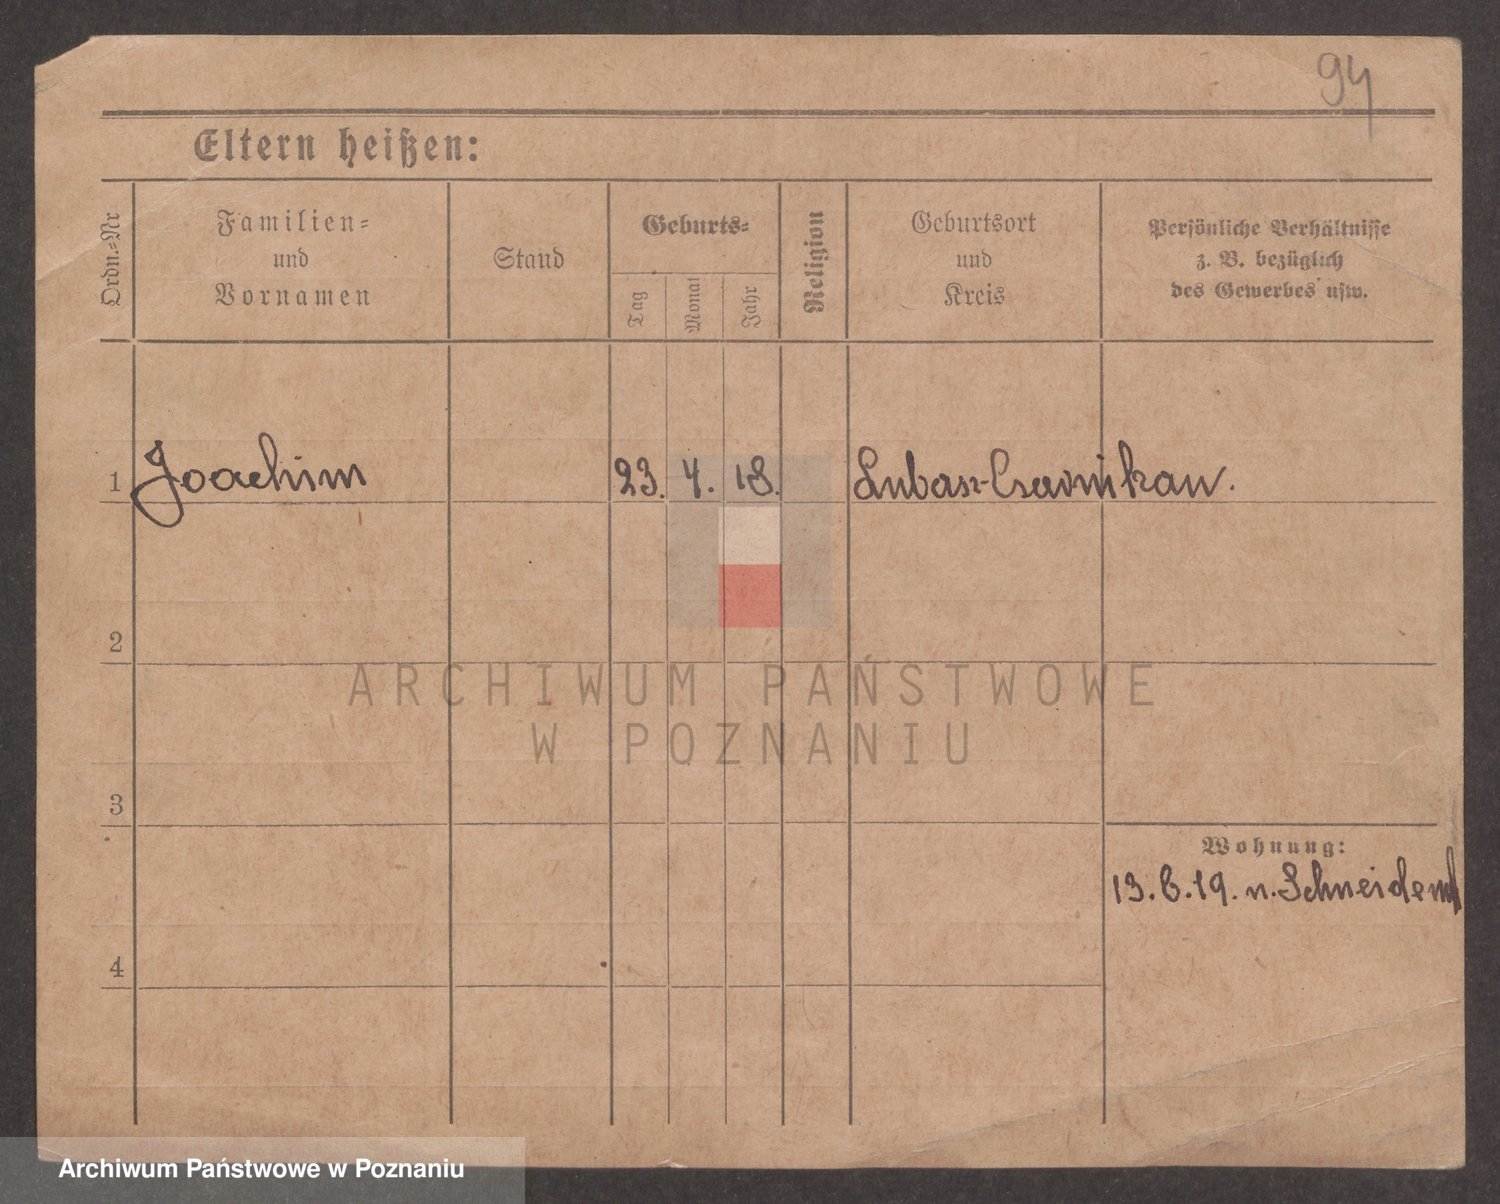 94
Eltern heißen:
Ordn.-Nr
Familien-
und
Vornamen
Stand
Geburts-
Tag
Monat
Jahr
Religion
Geburtsort
und
Kreis
Persönliche Verhältnisse
z. B. bezüglich
des Gewerbes usw.
1 Joachim 23. 4. 18. Lubasz-Czarnikau.
2
ARCHIWUM PAŃSTWOWE
W POZNANIU
3
Wohnung:
13.6.19. n. Schneidem
4
Archiwum Państwowe w Poznaniu